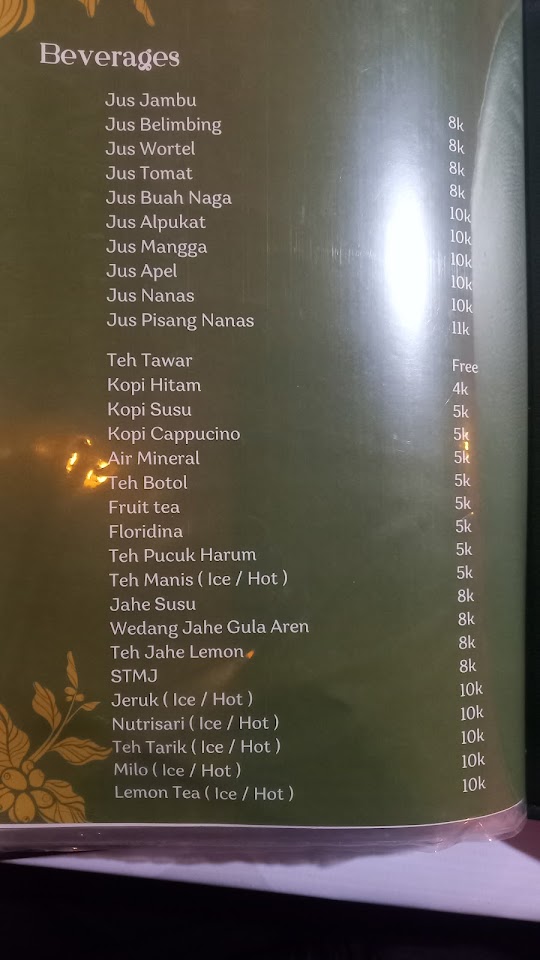 Beverages
Jus Jambu 8k
Jus Belimbing 8k
Jus Wortel 8k
Jus Tomat 8k
Jus Buah Naga 10k
Jus Alpukat 10k
Jus Mangga 10k
Jus Apel 10k
Jus Nanas 10k
Jus Pisang Nanas 11k
Teh Tawar Free
Kopi Hitam 4k
Kopi Susu 5k
Kopi Cappucino 5k
Air Mineral 5k
Teh Botol 5k
Fruit tea 5k
Floridina 5k
Teh Pucuk Harum 5k
Teh Manis ( Ice / Hot ) 5k
Jahe Susu 8k
Wedang Jahe Gula Aren 8k
Teh Jahe Lemon 8k
STMJ 8k
Jeruk ( Ice / Hot ) 10k
Nutrisari ( Ice / Hot ) 10k
Teh Tarik ( Ice / Hot ) 10k
Milo ( Ice / Hot ) 10k
Lemon Tea ( Ice / Hot ) 10k